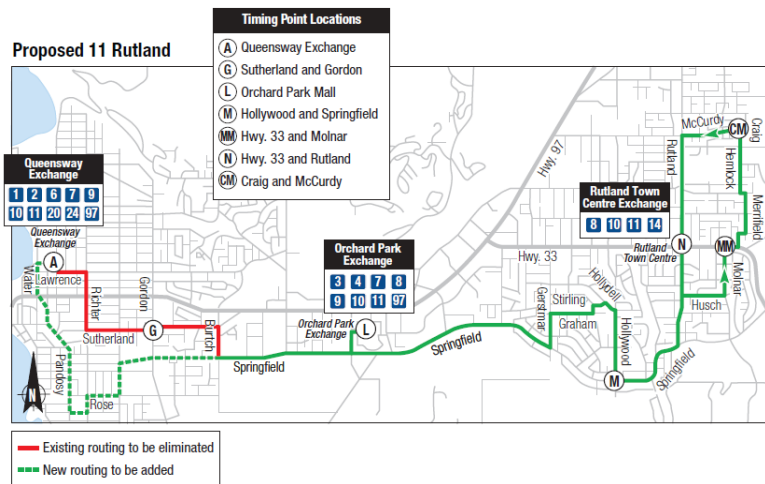 Proposed 11 Rutland
Timing Point Locations
A Queensway Exchange
G Sutherland and Gordon
L Orchard Park Mall
M Hollywood and Springfield
MM Hwy. 33 and Molnar
N Hwy. 33 and Rutland
CM Craig and McCurdy
Queensway
Exchange
1 2 6 7 9
10 11 20 24 97
Queensway
Exchange
A
Lawrence
Water
Richter
Gordon
G
Sutherland
Burtch
Pandosy
Rose
N
Springfield
Orchard Park
Exchange
3 4 7 8
9 10 11 97
Orchard Park
Exchange
L
Springfield
Hwy. 97
Hwy. 33
Gerstmar
Stirling
Graham
Hollydell
Hollywood
M
Springfield
Rutland Town
Centre Exchange
8 10 11 14
Rutland
Town Centre
N
Rutland
McCurdy
CM
Craig
Hemlock
Merrifield
MM
Molnar
Husch
Existing routing to be eliminated
New routing to be added